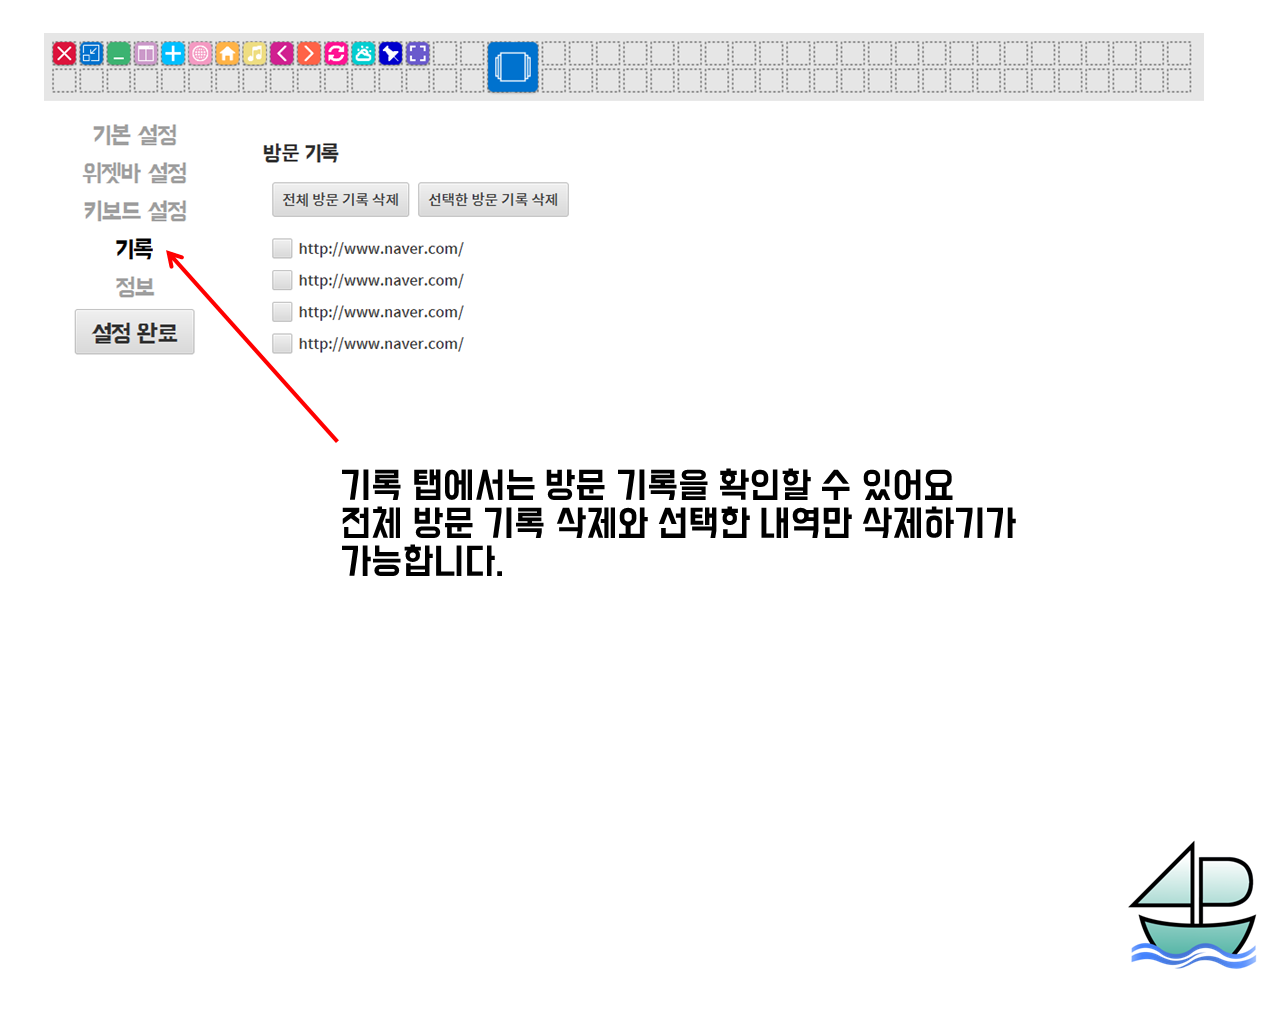 기본 설정
위젯바 설정
키보드 설정
기록
정보
설정 완료
방문 기록
전체 방문 기록 삭제
선택한 방문 기록 삭제
http://www.naver.com/
http://www.naver.com/
http://www.naver.com/
http://www.naver.com/
기록 탭에서는 방문 기록을 확인할 수 있어요
전체 방문 기록 삭제와 선택한 내역만 삭제하기가
가능합니다.